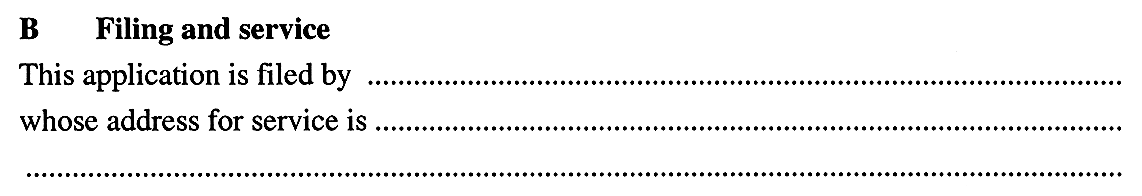 B Filing and service
This application is filed by ................................................................................................
whose address for service is ...............................................................................................
............................................................................................................................................